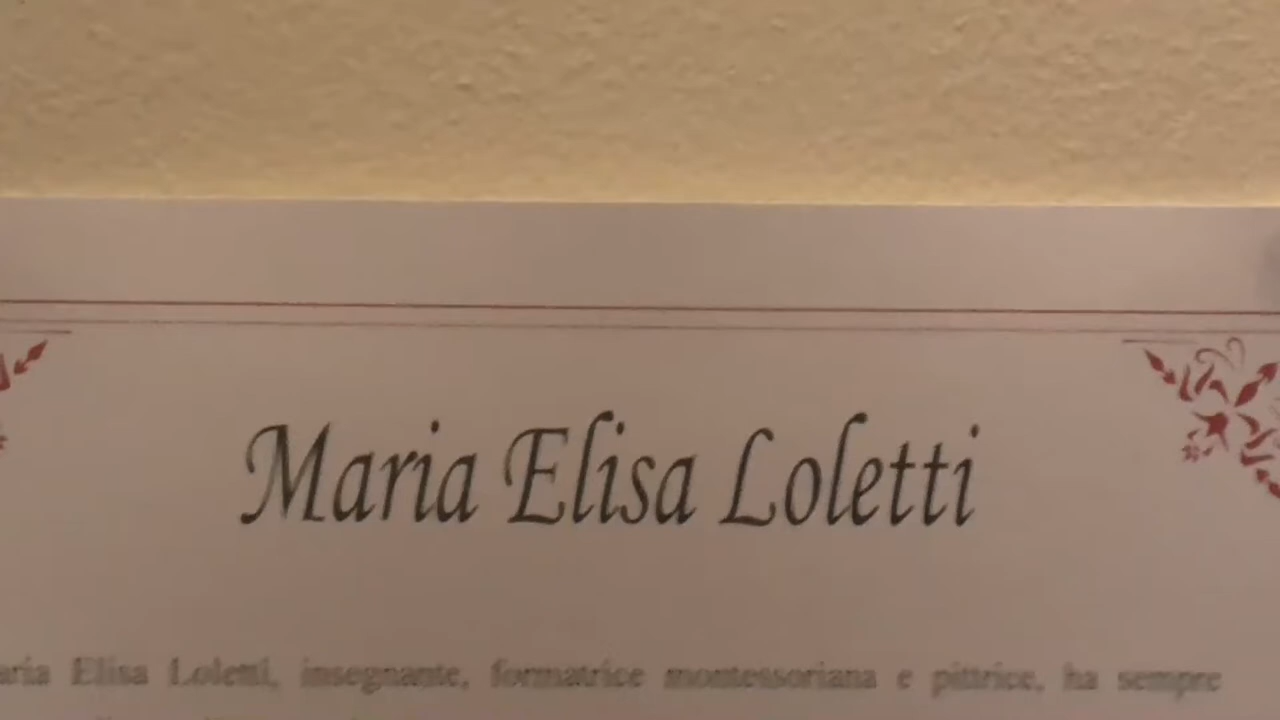 Maria Elisa Loletti
aria Elisa Loletti, insegnante, formatrice montessoriana e pittrice, ha sempre